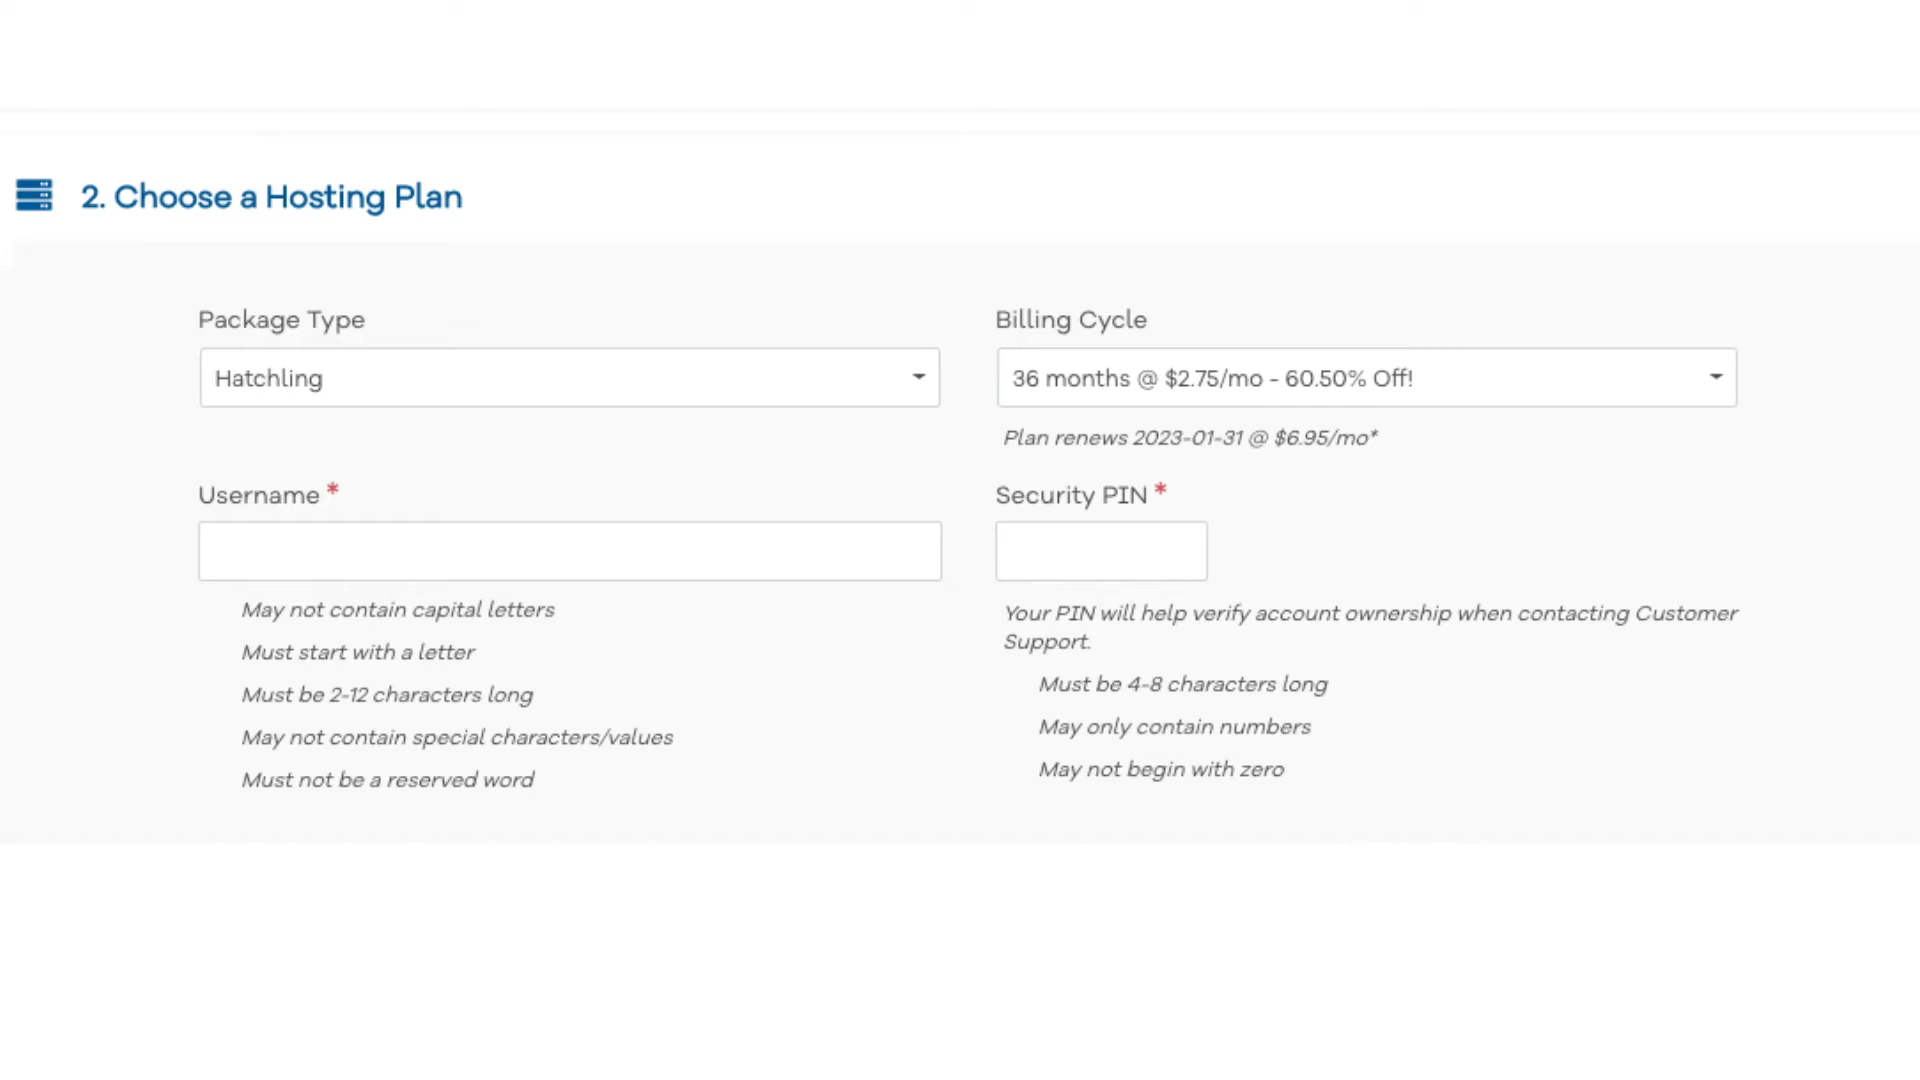 2. Choose a Hosting Plan
Package Type
Hatchling
Billing Cycle
36 months @ $2.75/mo - 60.50% Off!
Plan renews 2023-01-31 @ $6.95/mo*
Username *
May not contain capital letters
Must start with a letter
Must be 2-12 characters long
May not contain special characters/values
Must not be a reserved word
Security PIN *
Your PIN will help verify account ownership when contacting Customer
Support.
Must be 4-8 characters long
May only contain numbers
May not begin with zero